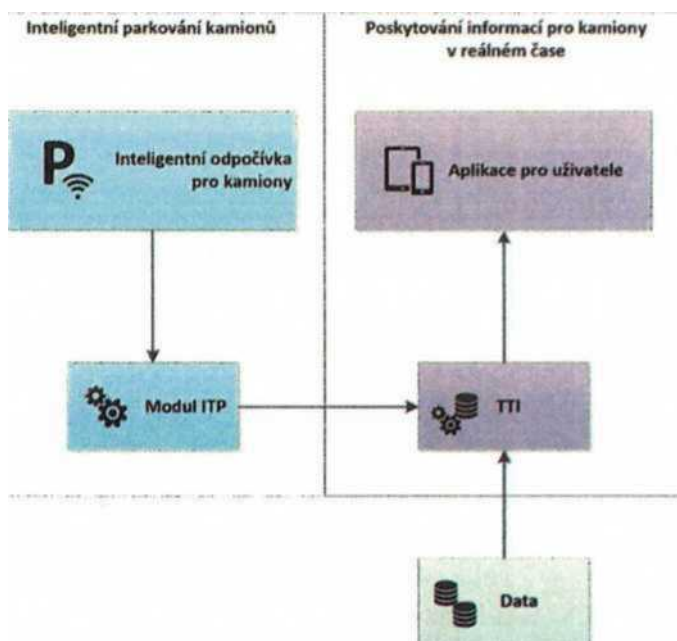 Inteligentní parkování kamionů
Poskytování informací pro kamiony
v reálném čase
P
Inteligentní odpočívka
pro kamiony
Aplikace pro uživatele
Modul ITP
TTI
Data